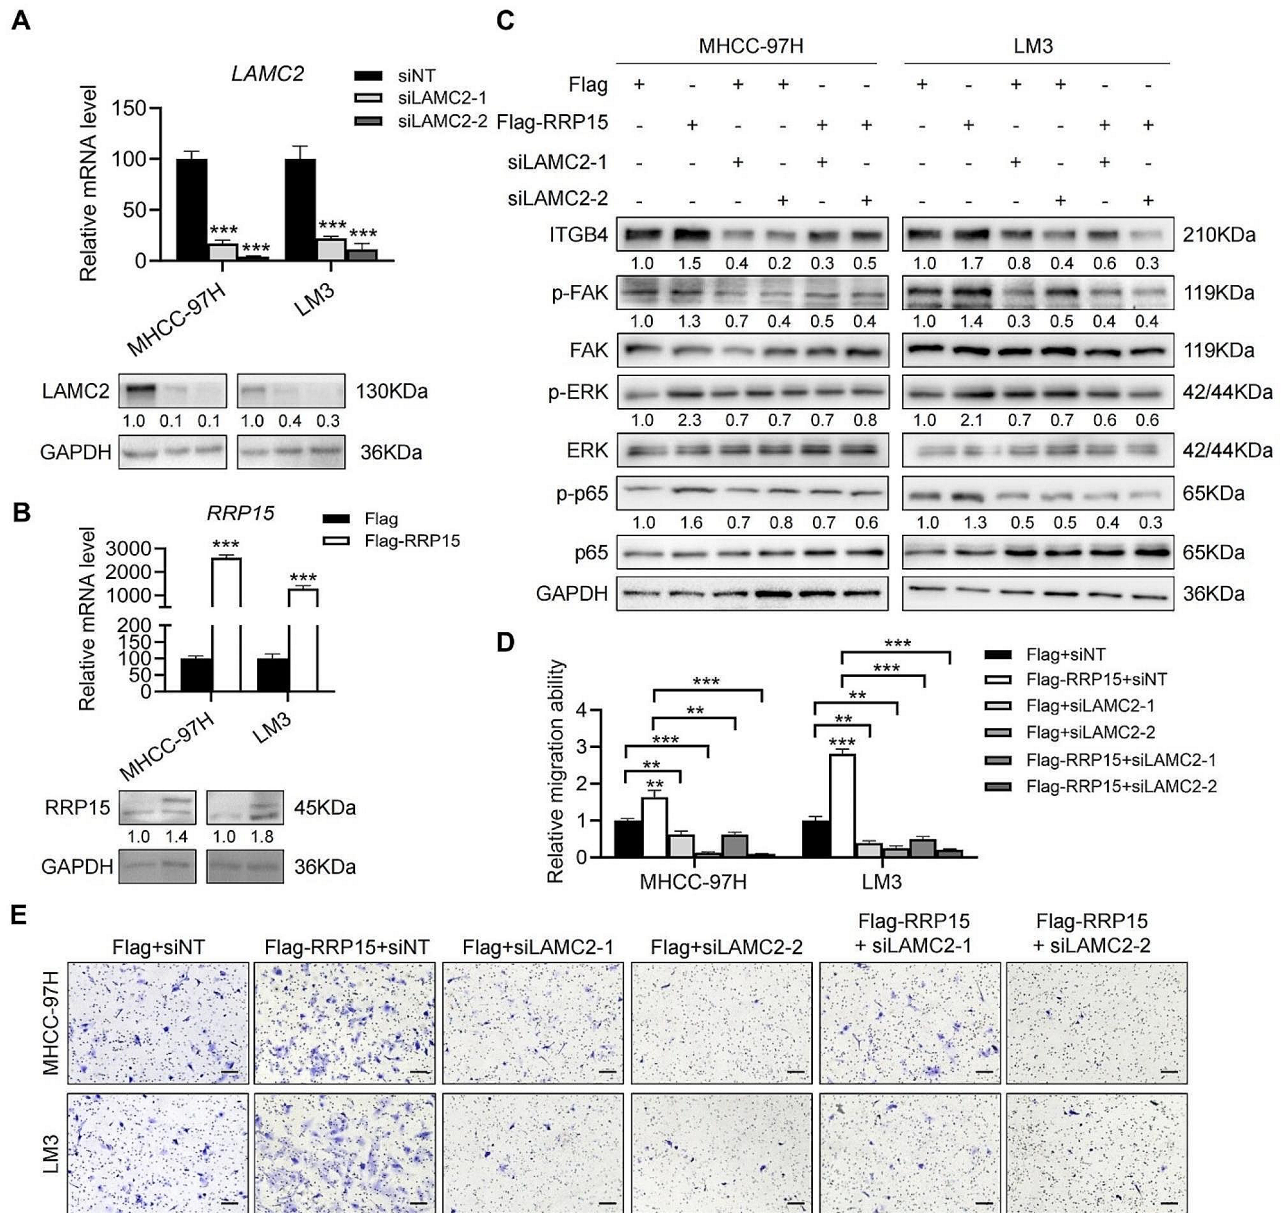 A
LAMC2
Relative mRNA level
150
100
50
0
*** *** *** ***
MHCC-97H
LM3
siNT
siLAMC2-1
siLAMC2-2
LAMC2
130KDa
1.0 0.1 0.1 1.0 0.4 0.3
GAPDH
36KDa
B
RRP15
Relative mRNA level
3000
2000
1000
200
150
100
50
0
*** ***
MHCC-97H
LM3
Flag
Flag-RRP15
RRP15
45KDa
1.0 1.4 1.0 1.8
GAPDH
36KDa
C
MHCC-97H LM3
Flag + - + + - - + - + + - -
Flag-RRP15 - + - - + + - + - - + +
siLAMC2-1 - - + - + - - - + - + -
siLAMC2-2 - - - + - + - - - + - +
ITGB4 210KDa
1.0 1.5 0.4 0.2 0.3 0.5 1.0 1.7 0.8 0.4 0.6 0.3
p-FAK 119KDa
1.0 1.3 0.7 0.4 0.5 0.4 1.0 1.4 0.3 0.5 0.4 0.4
FAK 119KDa
p-ERK 42/44KDa
1.0 2.3 0.7 0.7 0.7 0.8 1.0 2.1 0.7 0.7 0.6 0.6
ERK 42/44KDa
p-p65 65KDa
1.0 1.6 0.7 0.8 0.7 0.6 1.0 1.3 0.5 0.5 0.4 0.3
p65 65KDa
GAPDH 36KDa
D
Relative migration ability
4
3
2
1
0
***
**
***
**
**
***
***
**
**
***
MHCC-97H LM3
Flag+siNT
Flag-RRP15+siNT
Flag+siLAMC2-1
Flag+siLAMC2-2
Flag-RRP15+siLAMC2-1
Flag-RRP15+siLAMC2-2
E
Flag+siNT
Flag-RRP15+siNT
Flag+siLAMC2-1
Flag+siLAMC2-2
Flag-RRP15
+ siLAMC2-1
Flag-RRP15
+ siLAMC2-2
MHCC-97H
LM3